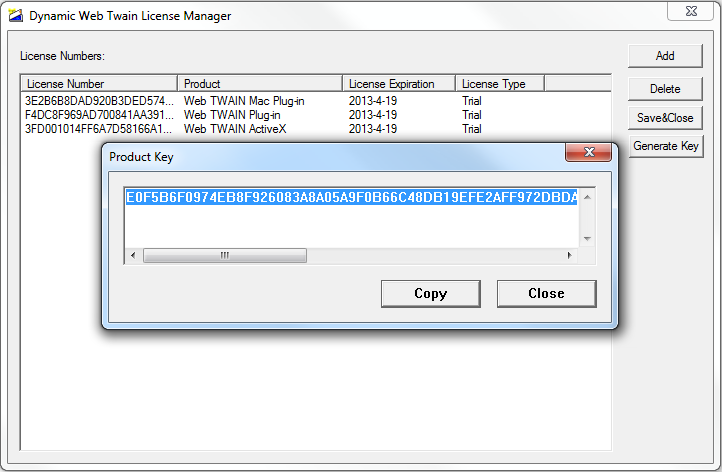 Dynamic Web Twain License Manager
License Numbers:
License Number Product License Expiration License Type
3E2B6B8DAD920B3DED574... Web TWAIN Mac Plug-in 2013-4-19 Trial
F4DC8F969AD700841AA391... Web TWAIN Plug-in 2013-4-19 Trial
3FD001014FF6A7D58166A1... Web TWAIN ActiveX 2013-4-19 Trial
Add
Delete
Save&Close
Generate Key
Product Key
E0F5B6F0974EB8F926083A8A05A9F0B66C48DB19EFE2AFF972DBDA
Copy Close